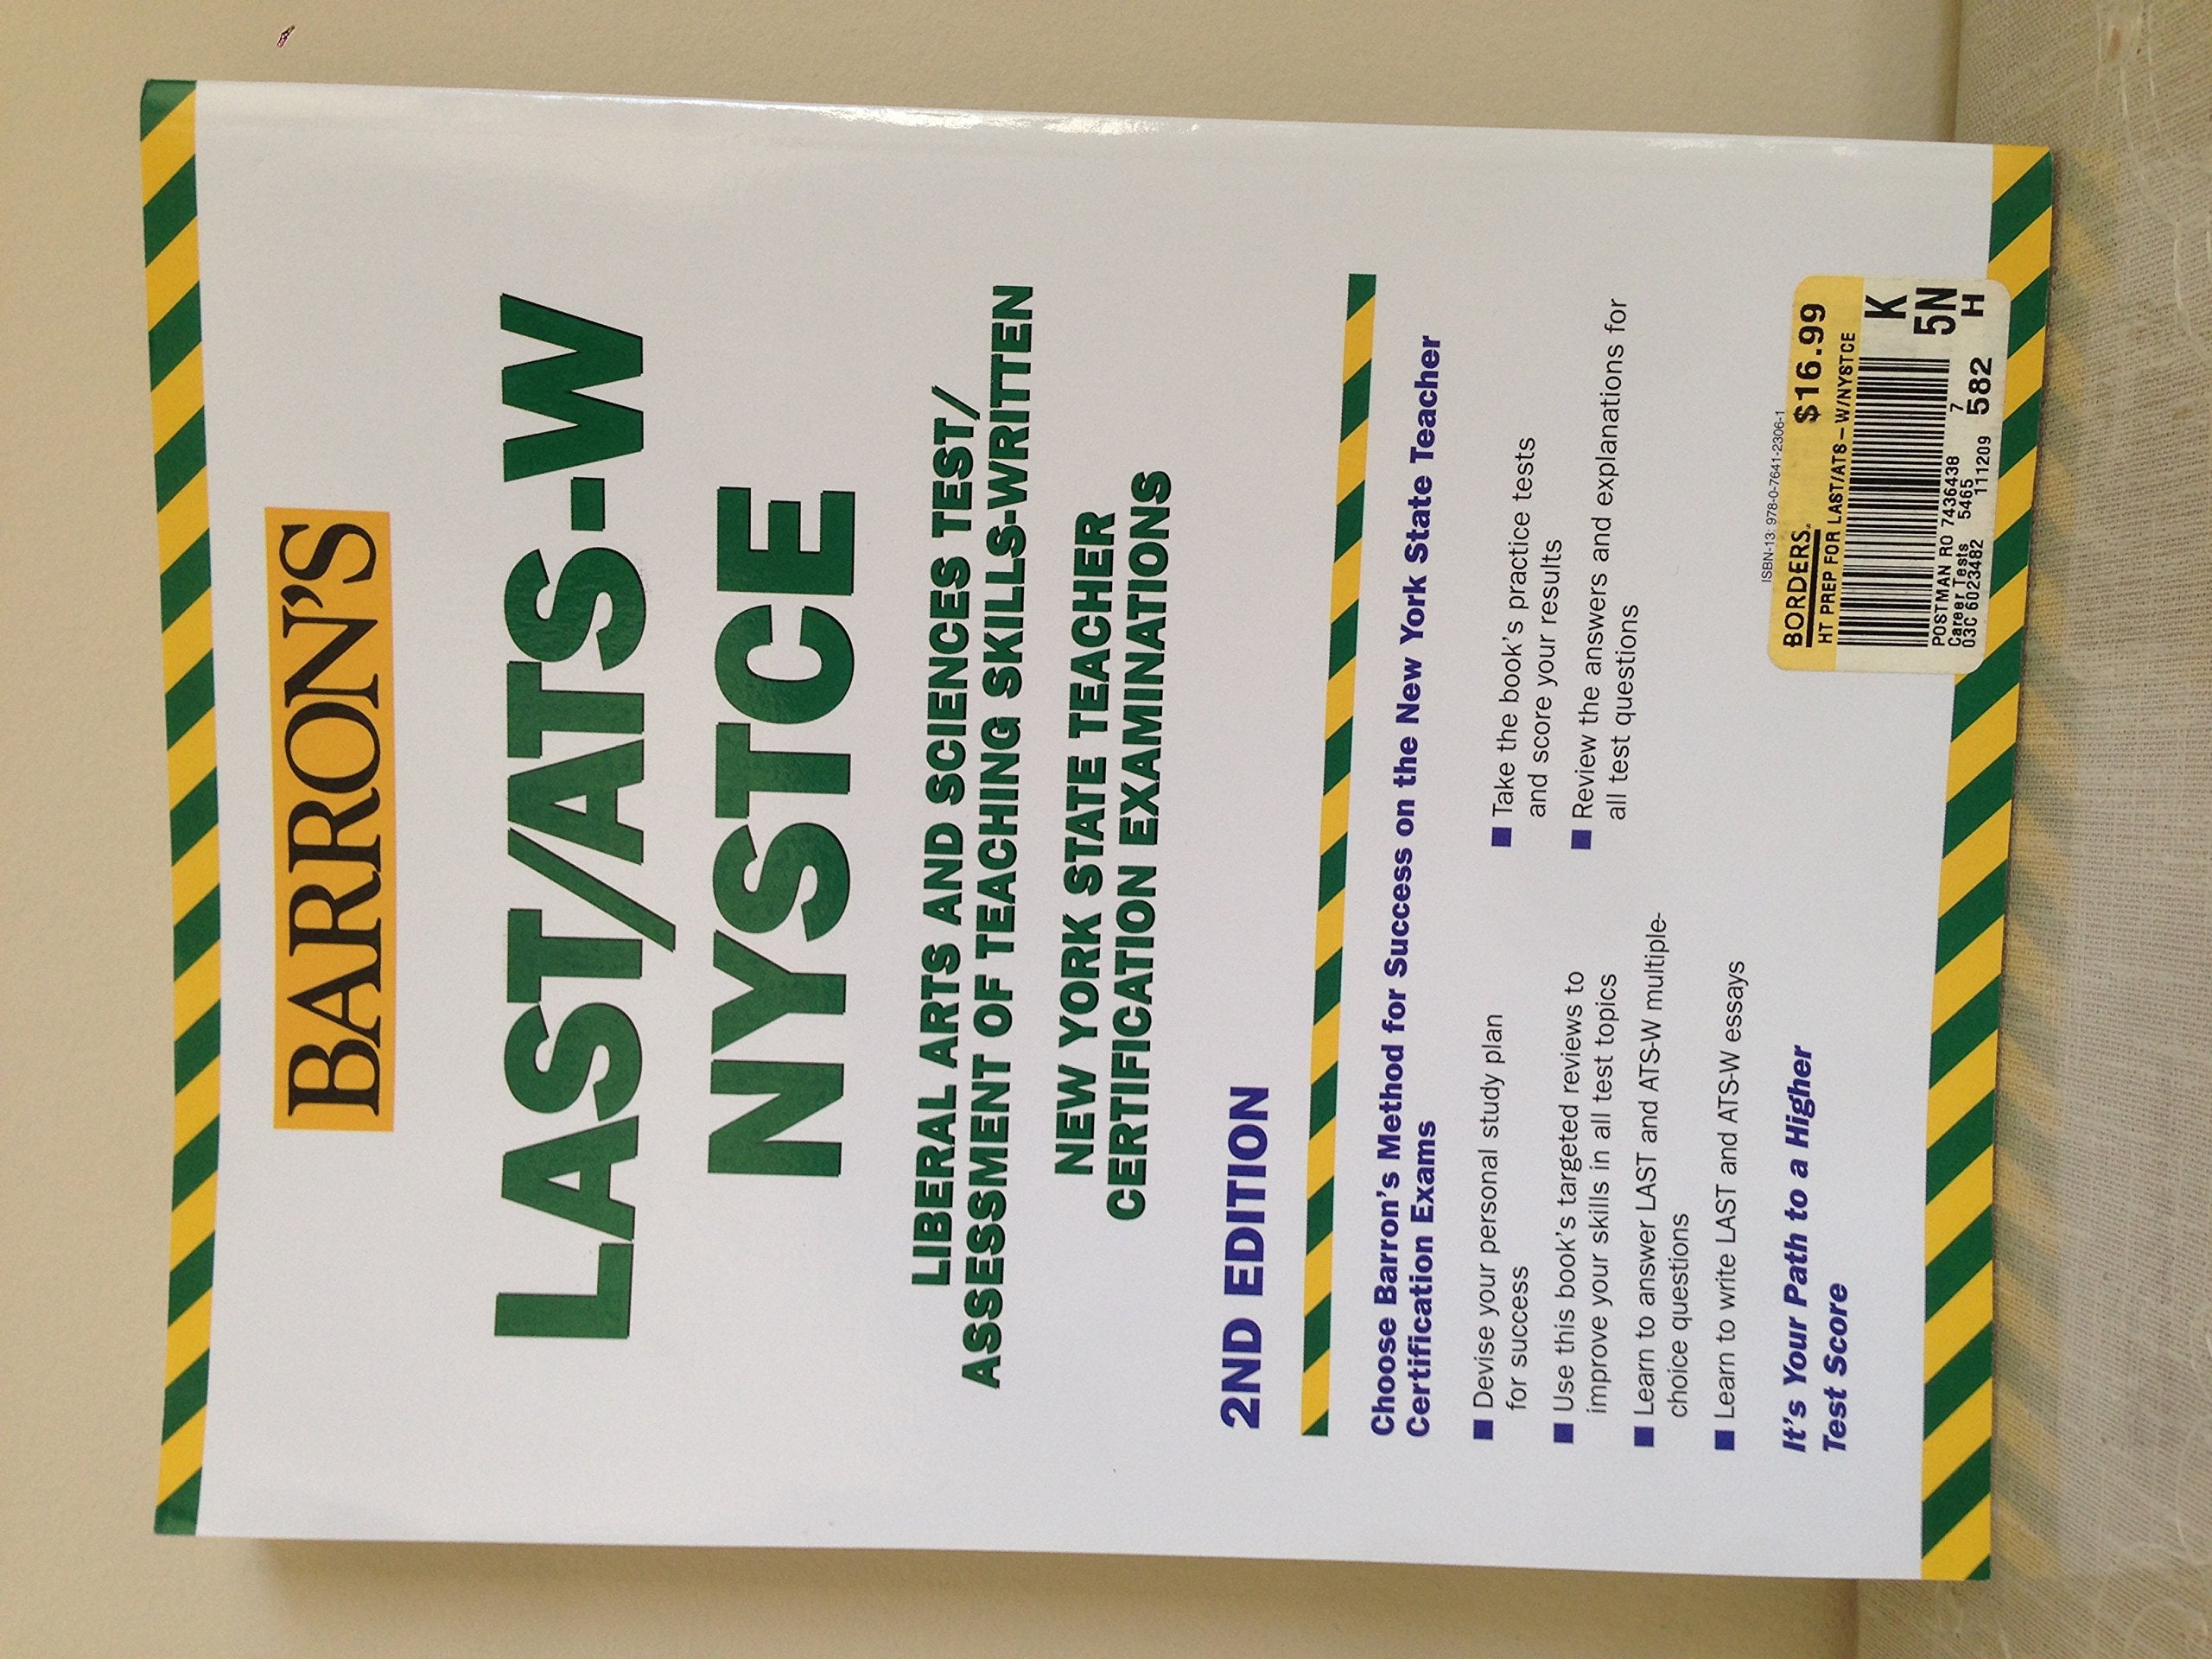 BARRON'S
LAST/ATS-W
NYSTCE
LIBERAL ARTS AND SCIENCES TEST/
ASSESSMENT OF TEACHING SKILLS-WRITTEN
NEW YORK STATE TEACHER
CERTIFICATION EXAMINATIONS
2ND EDITION
Choose Barron's Method for Success on the New York State Teacher
Certification Exams
■ Devise your personal study plan
for success
■ Use this book's targeted reviews to
improve your skills in all test topics
■ Learn to answer LAST and ATS-W multiple-
choice questions
■ Learn to write LAST and ATS-W essays
■ Take the book's practice tests
and score your results
■ Review the answers and explanations for
all test questions
It's Your Path to a Higher
Test Score
ISBN-13: 978-0-7641-2306-1
BORDERS. $16.99
HT PREP FOR LAST/ATS – W/NYSTCE
K
5N
H
POSTMAN RO 7436438 7
Career Tests 5465 582
03C 6023482 111209